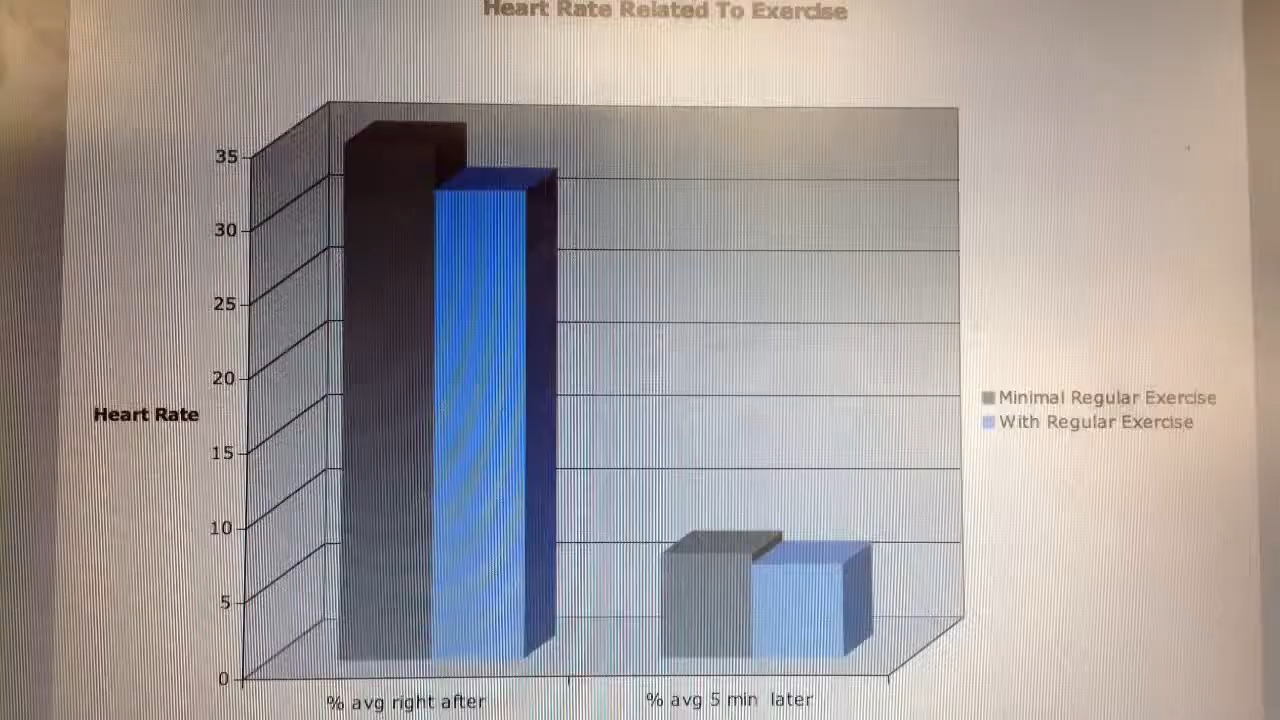 Heart Rate Related To Exercise
35
30
25
20
15
10
5
0
Heart Rate
% avg right after
% avg 5 min later
Minimal Regular Exercise
With Regular Exercise